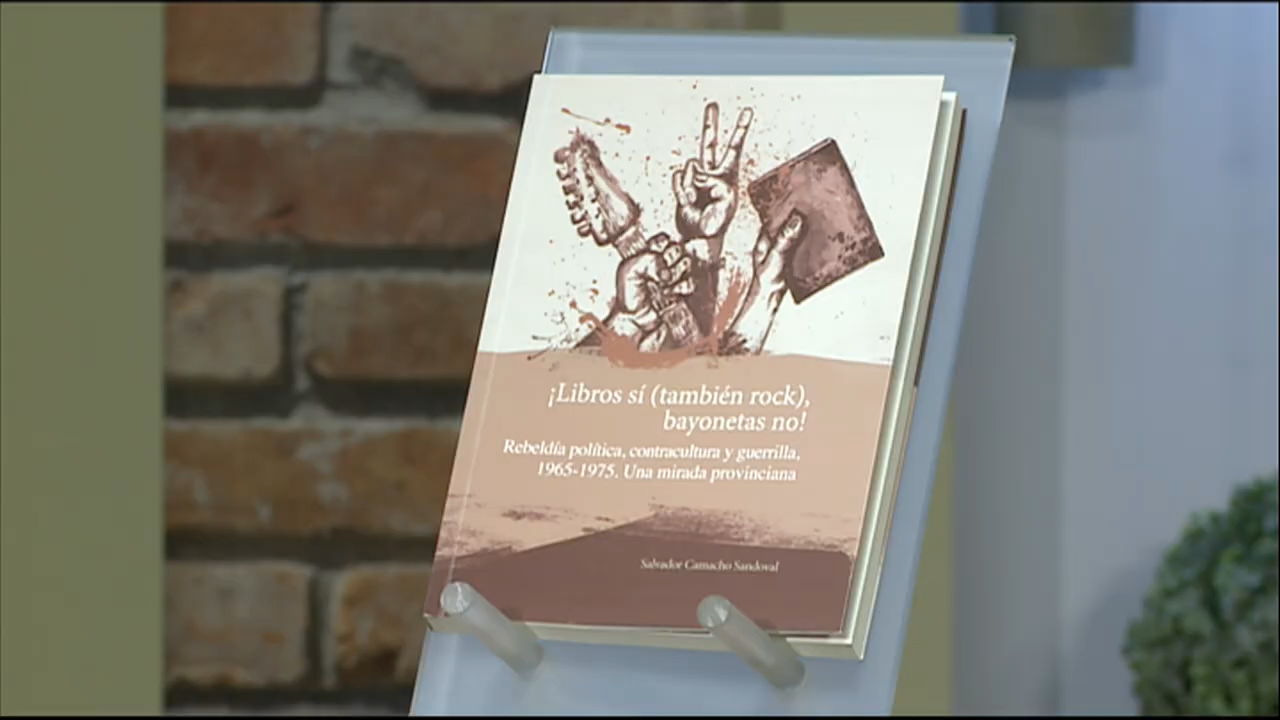 ¡Libros sí (también rock),
bayonetas no!
Rebeldía política, contracultura y guerrilla,
1965-1975. Una mirada provinciana
Salvador Camacho Sandoval